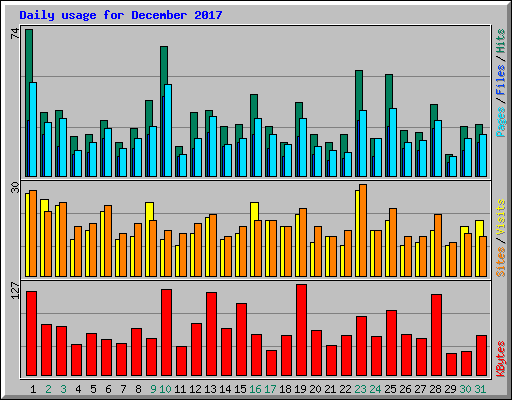 Daily usage for December 2017
74
Pages / Files / Hits
30
Sites / Visits
127
KBytes
1 2 3 4 5 6 7 8 9 10 11 12 13 14 15 16 17 18 19 20 21 22 23 24 25 26 27 28 29 30 31